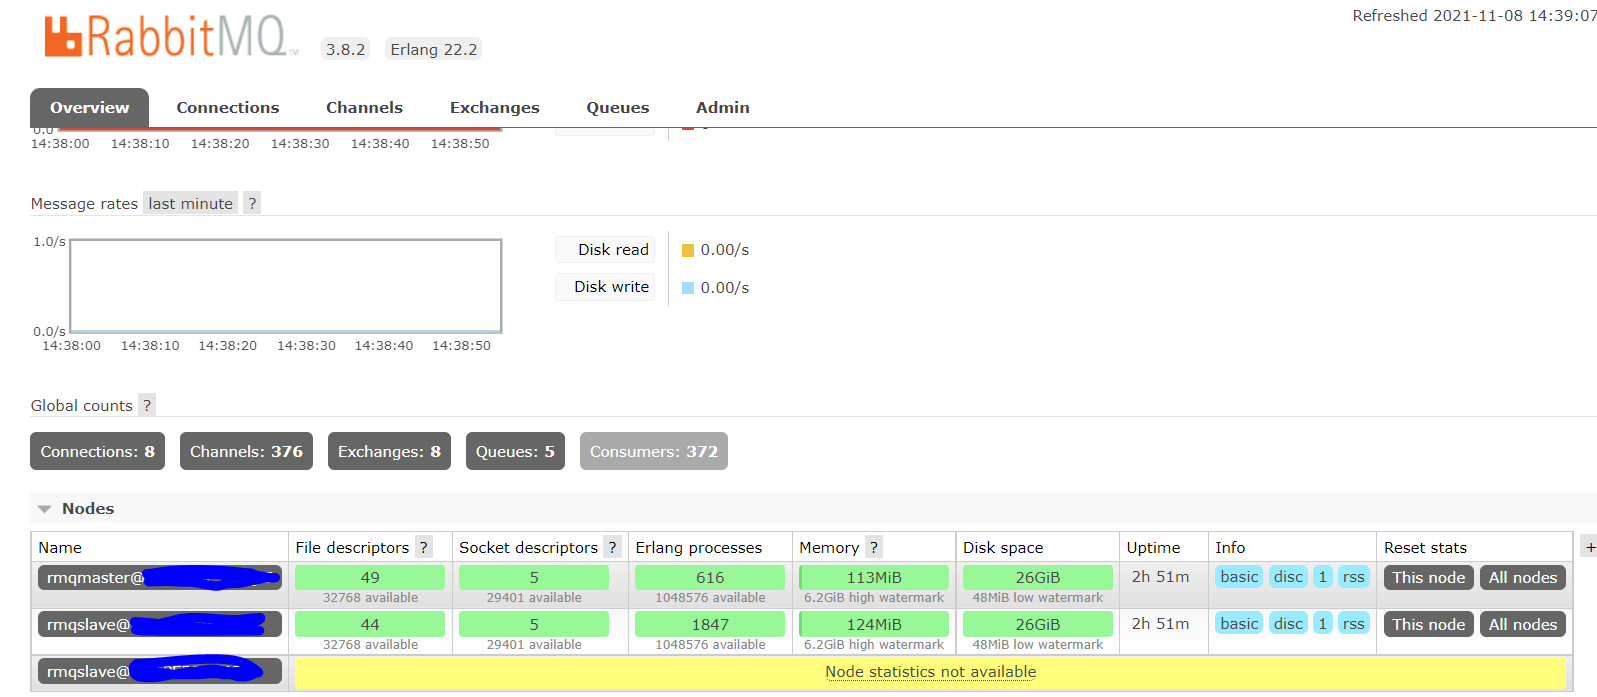 RabbitMQ TM 3.8.2 Erlang 22.2
Refreshed 2021-11-08 14:39:07
Overview Connections Channels Exchanges Queues Admin
0.0
14:38:00 14:38:10 14:38:20 14:38:30 14:38:40 14:38:50
Message rates last minute ?
1.0/s
Disk read 0.00/s
Disk write 0.00/s
0.0/s
14:38:00 14:38:10 14:38:20 14:38:30 14:38:40 14:38:50
Global counts ?
Connections: 8 Channels: 376 Exchanges: 8 Queues: 5 Consumers: 372
Nodes
Name File descriptors ? Socket descriptors ? Erlang processes Memory ? Disk space Uptime Info Reset stats +
rmqmaster@ 49 5 616 113MiB 26GiB 2h 51m basic disc 1 rss This node All nodes
32768 available 29401 available 1048576 available 6.2GiB high watermark 48MiB low watermark
rmqslave@ 44 5 1847 124MiB 26GiB 2h 51m basic disc 1 rss This node All nodes
32768 available 29401 available 1048576 available 6.2GiB high watermark 48MiB low watermark
rmqslave@ Node statistics not available